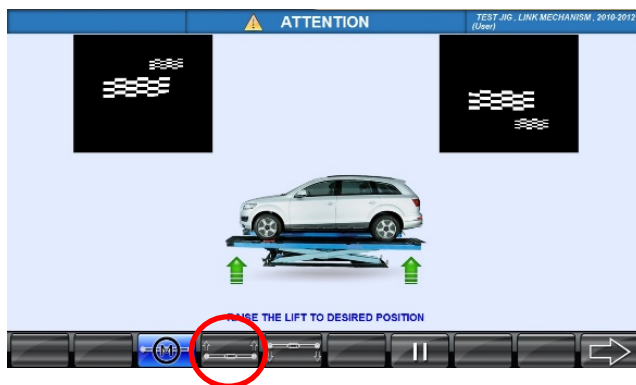 ATTENTION
TEST JIG , LINK MECHANISM , 2010-2012
(User)
RAISE THE LIFT TO DESIRED POSITION
M